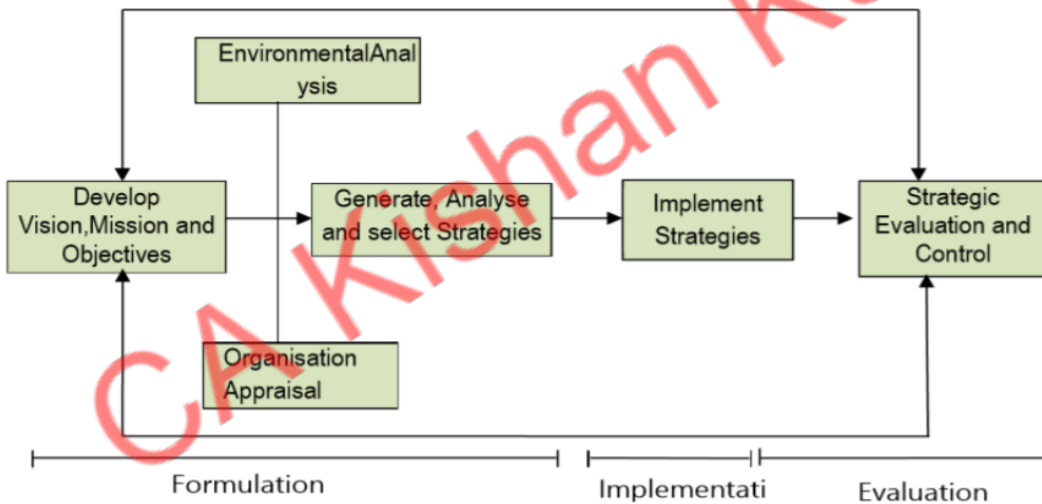 EnvironmentalAnal
ysis
Develop
Vision,Mission and
Objectives
Generate, Analyse
and select Strategies
Implement
Strategies
Strategic
Evaluation and
Control
Organisation
Appraisal
Formulation
Implementati
Evaluation
CA Kishan